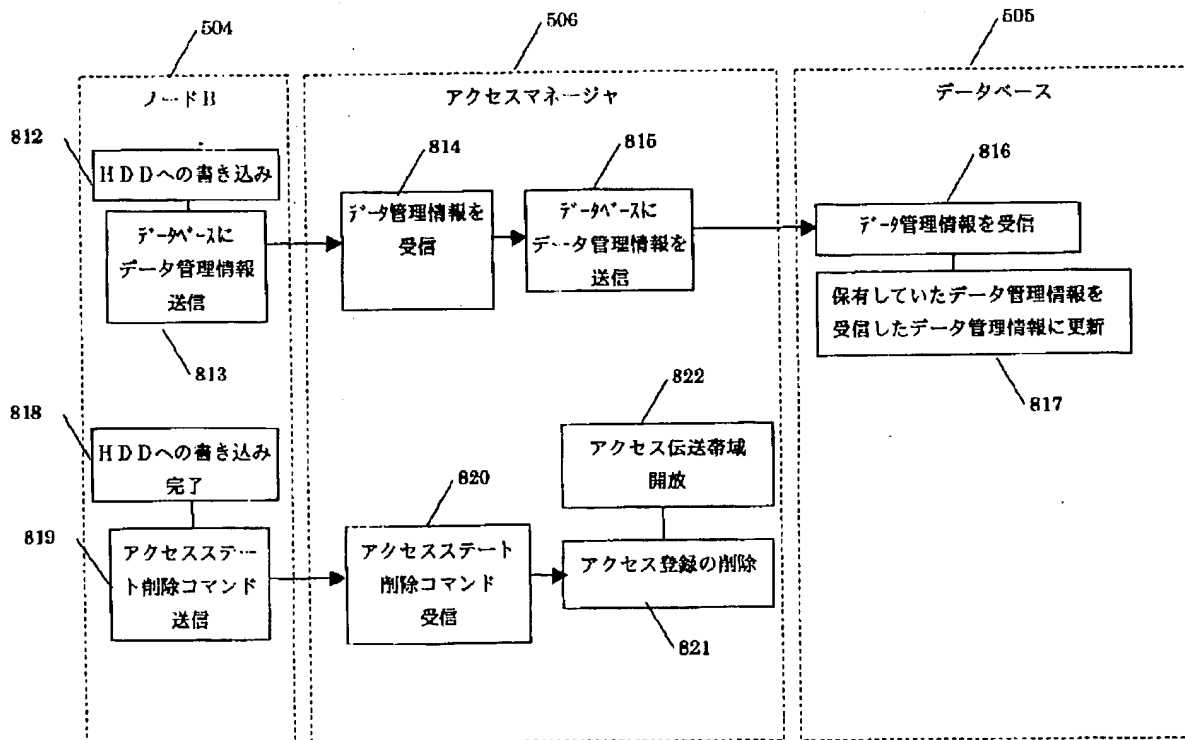 504
506
505
ノードB
アクセスマネージャ
データベース
812
HDDへの書き込み
データベースに
データ管理情報
送信
813
814
データ管理情報を
受信
815
データベースに
データ管理情報を
送信
816
データ管理情報を受信
保有していたデータ管理情報を
受信したデータ管理情報に更新
817
818
HDDへの書き込み
完了
819
アクセスステー
ト削除コマンド
送信
820
アクセスステート
削除コマンド
受信
822
アクセス伝送帯域
開放
アクセス登録の削除
821